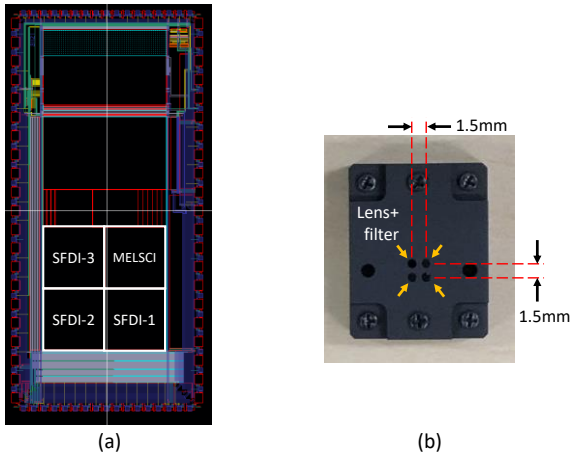 1.5mm
Lens+
filter
SFDI-3
MELSCI
SFDI-2
SFDI-1
1.5mm
(a)
(b)